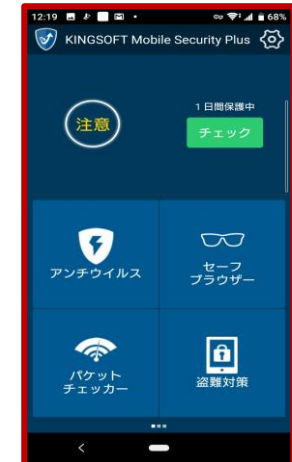 12:19
68%
KINGSOFT Mobile Security Plus
注意
1日間保護中
チェック
アンチウイルス
セーフ
ブラウザー
パケット
チェッカー
盗難対策